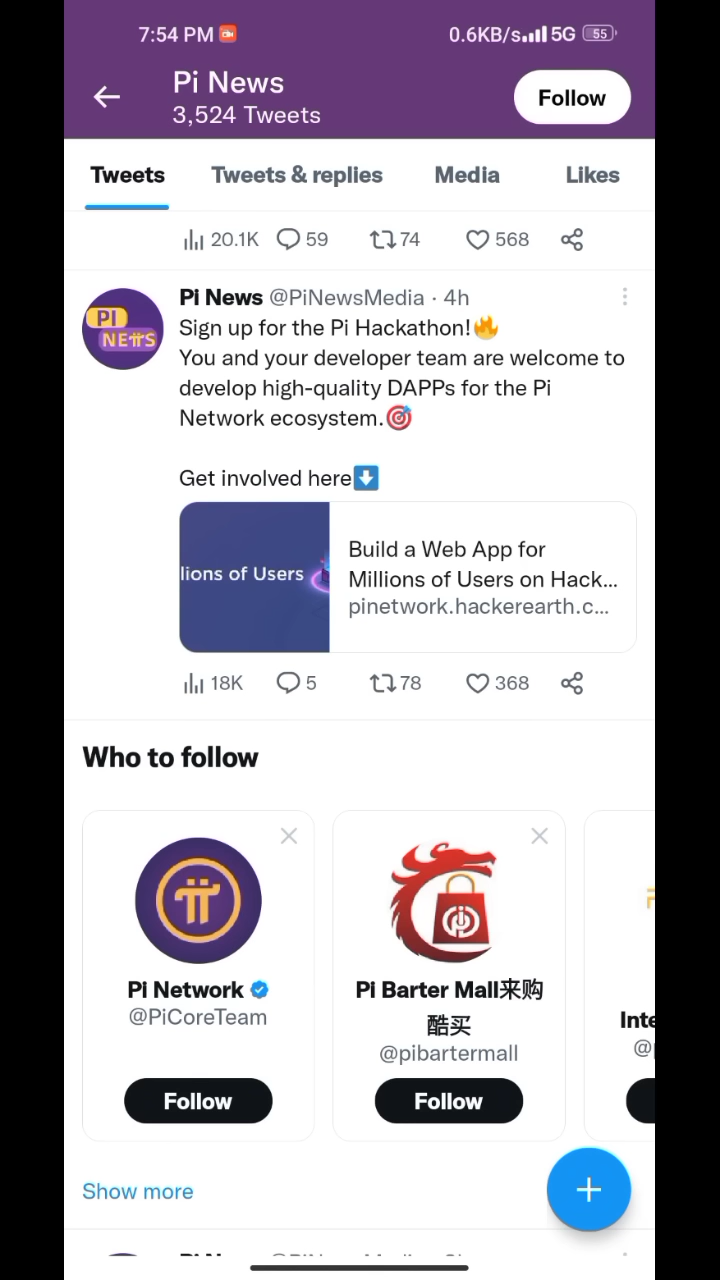 7:54 PM 0.6KB/s 5G 55
Pi News
3,524 Tweets
Follow
Tweets Tweets & replies Media Likes
20.1K 59 74 568
PI
NEWS
Pi News @PiNewsMedia · 4h
Sign up for the Pi Hackathon!🔥
You and your developer team are welcome to
develop high-quality DAPPs for the Pi
Network ecosystem.🎯
Get involved here⬇️
lions of Users
Build a Web App for
Millions of Users on Hack...
pinetwork.hackerearth.c...
18K 5 78 368
Who to follow
Pi Network
@PiCoreTeam
Follow
Pi Barter Mall来购
酷买
@pibartermall
Follow
Inte
@
Show more